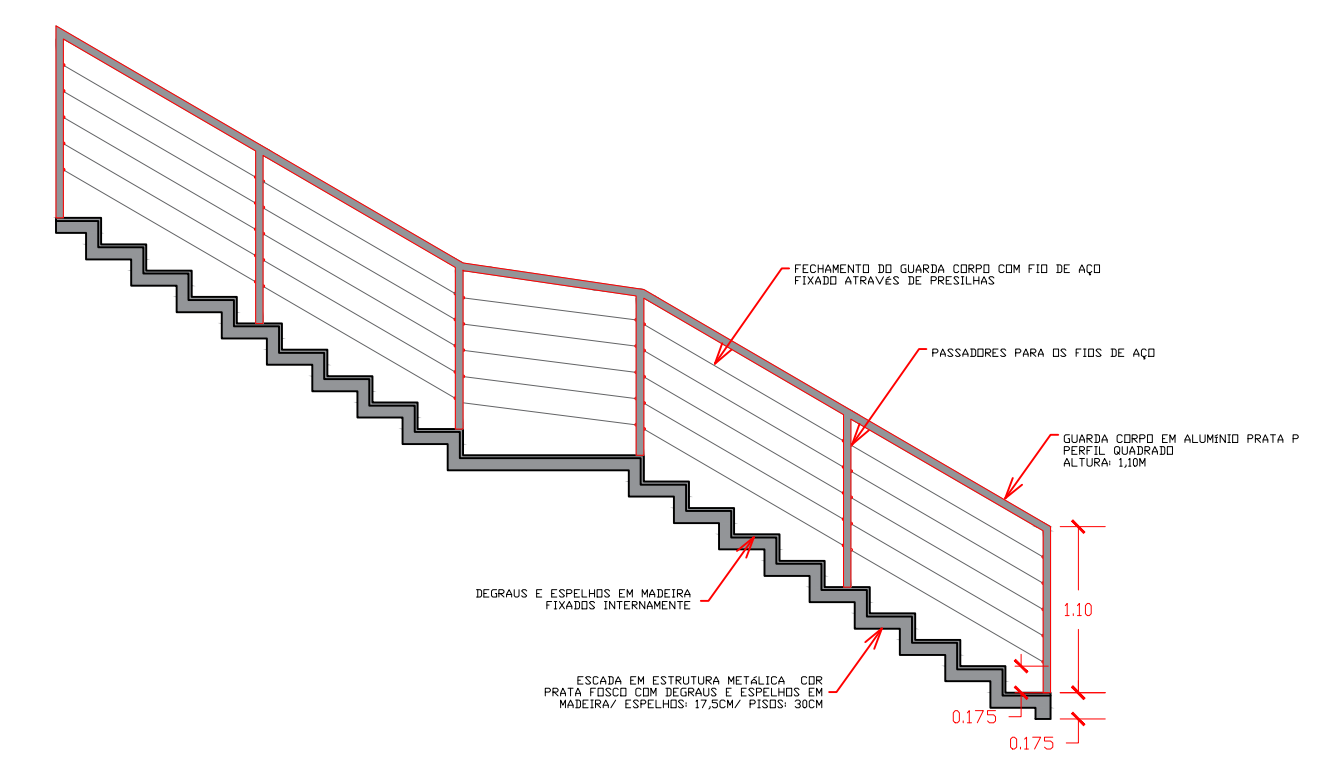 FECHAMENTO DO GUARDA CORPO COM FIO DE AÇO
FIXADO ATRAVéS DE PRESILHAS
PASSADORES PARA OS FIOS DE AÇO
GUARDA CORPO EM ALUMíNIO PRATA P
PERFIL QUADRADO
ALTURA: 1,10M
DEGRAUS E ESPELHOS EM MADEIRA
FIXADOS INTERNAMENTE
1.10
ESCADA EM ESTRUTURA METáLICA COR
PRATA FOSCO COM DEGRAUS E ESPELHOS EM
MADEIRA/ ESPELHOS: 17,5CM/ PISOS: 30CM
0.175
0.175